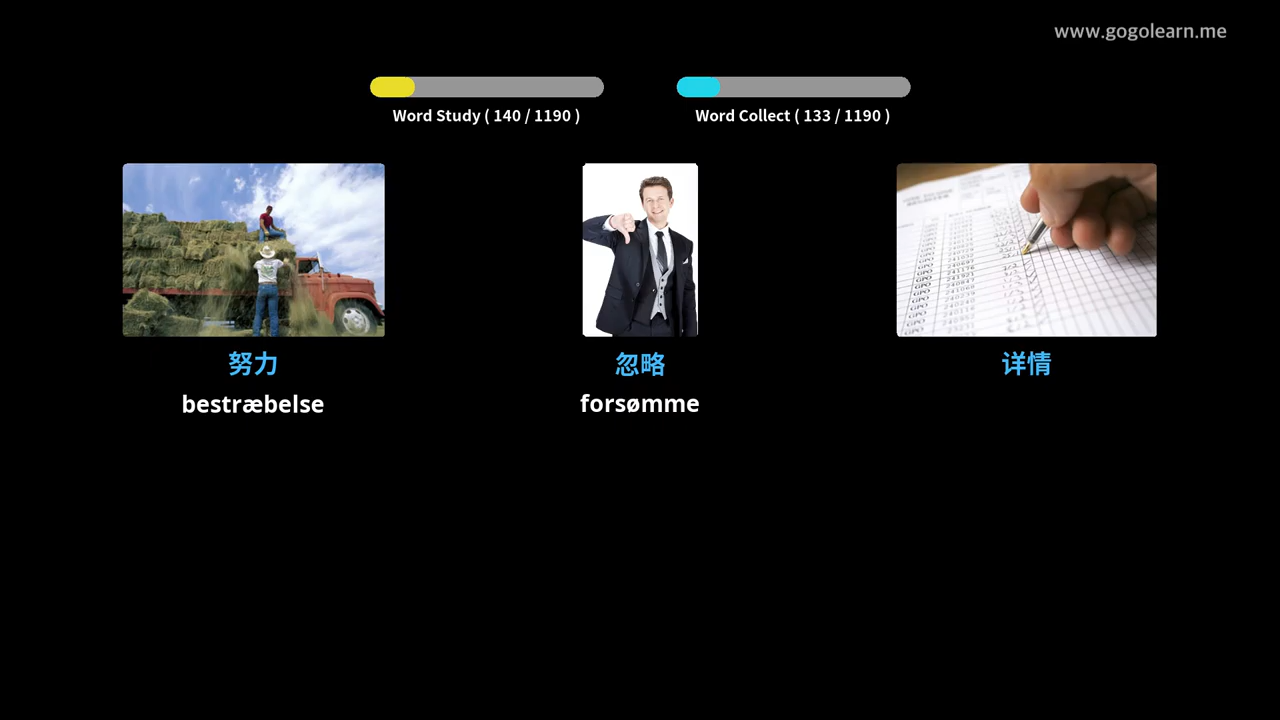 www.gogolearn.me
Word Study ( 140 / 1190 )
Word Collect ( 133 / 1190 )
努力
忽略
详情
bestræbelse
forsømme